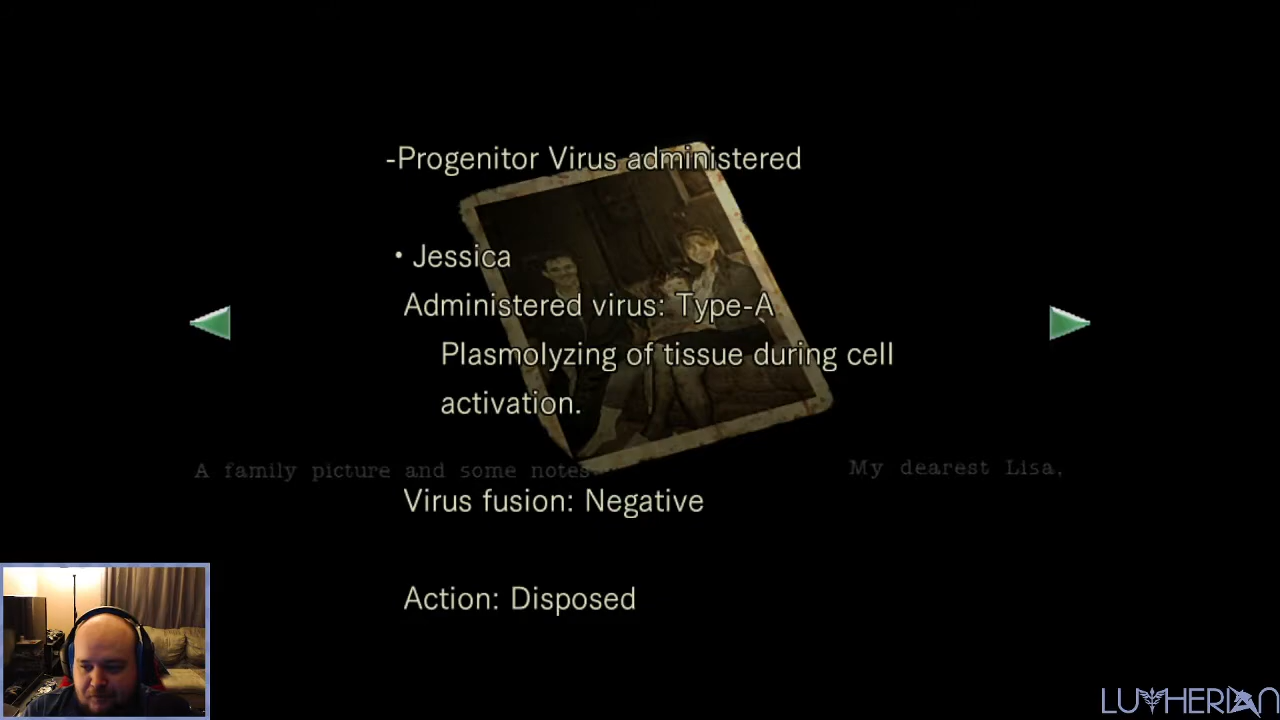 -Progenitor Virus administered
• Jessica
Administered virus: Type-A
Plasmolyzing of tissue during cell
activation.
A family picture and some notes
My dearest Lisa,
Virus fusion: Negative
Action: Disposed
LUTHERIAN